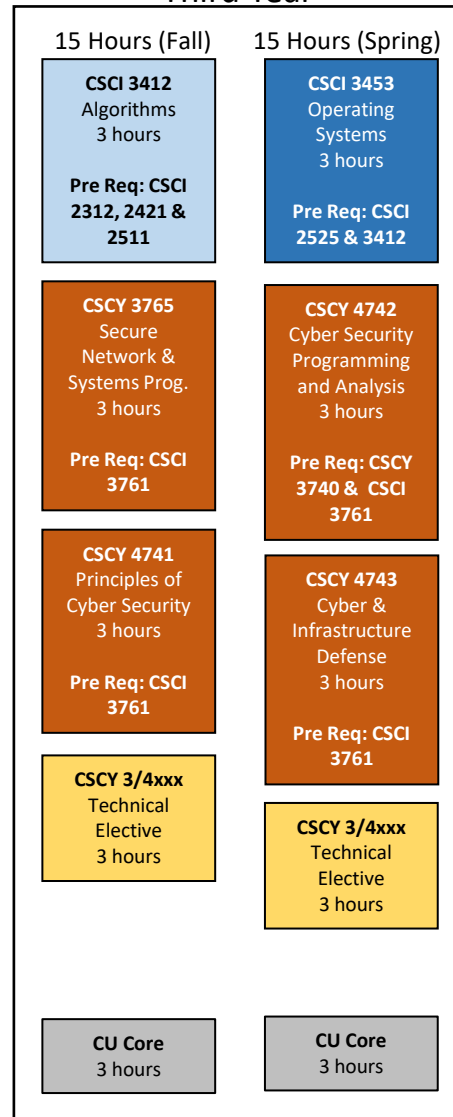 Third Year
15 Hours (Fall)
CSCI 3412
Algorithms
3 hours
Pre Req: CSCI
2312, 2421 &
2511
CSCY 3765
Secure
Network &
Systems Prog.
3 hours
Pre Req: CSCI
3761
CSCY 4741
Principles of
Cyber Security
3 hours
Pre Req: CSCI
3761
CSCY 3/4xxx
Technical
Elective
3 hours
CU Core
3 hours
15 Hours (Spring)
CSCI 3453
Operating
Systems
3 hours
Pre Req: CSCI
2525 & 3412
CSCY 4742
Cyber Security
Programming
and Analysis
3 hours
Pre Req: CSCY
3740 & CSCI
3761
CSCY 4743
Cyber &
Infrastructure
Defense
3 hours
Pre Req: CSCI
3761
CSCY 3/4xxx
Technical
Elective
3 hours
CU Core
3 hours